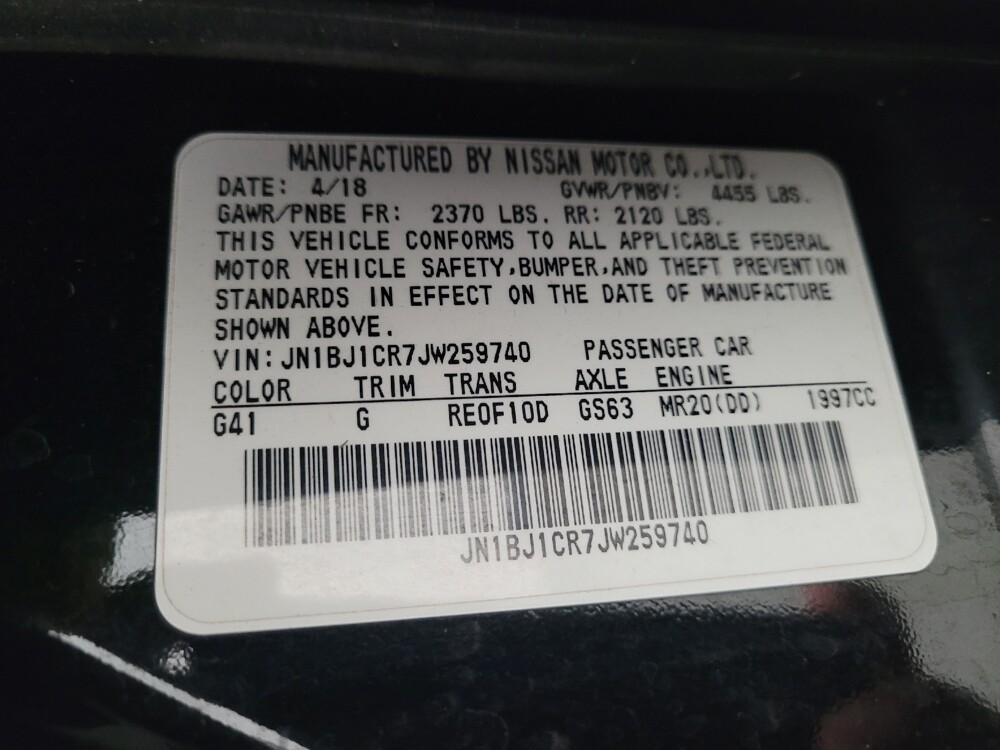 MANUFACTURED BY NISSAN MOTOR CO.,LTD.
DATE: 4/18 GVWR/PNBV: 4455 LBS.
GAWR/PNBE FR: 2370 LBS. RR: 2120 LBS.
THIS VEHICLE CONFORMS TO ALL APPLICABLE FEDERAL
MOTOR VEHICLE SAFETY,BUMPER,AND THEFT PREVENTION
STANDARDS IN EFFECT ON THE DATE OF MANUFACTURE
SHOWN ABOVE.
VIN: JN1BJ1CR7JW259740 PASSENGER CAR
COLOR TRIM TRANS AXLE ENGINE
G41 G RE0F10D GS63 MR20(DD) 1997CC
JN1BJ1CR7JW259740